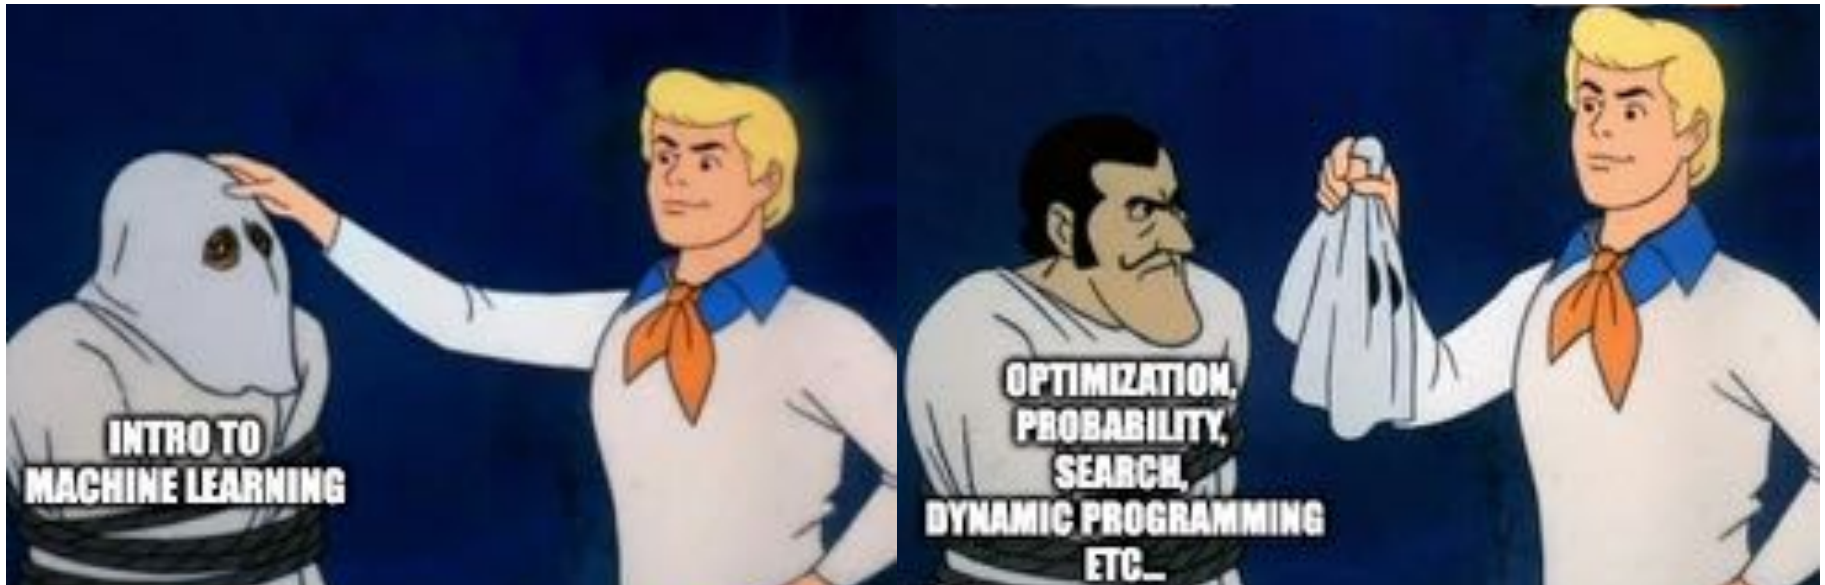 INTRO TO
MACHINE LEARNING
OPTIMIZATION,
PROBABILITY,
SEARCH,
DYNAMIC PROGRAMMING
ETC...